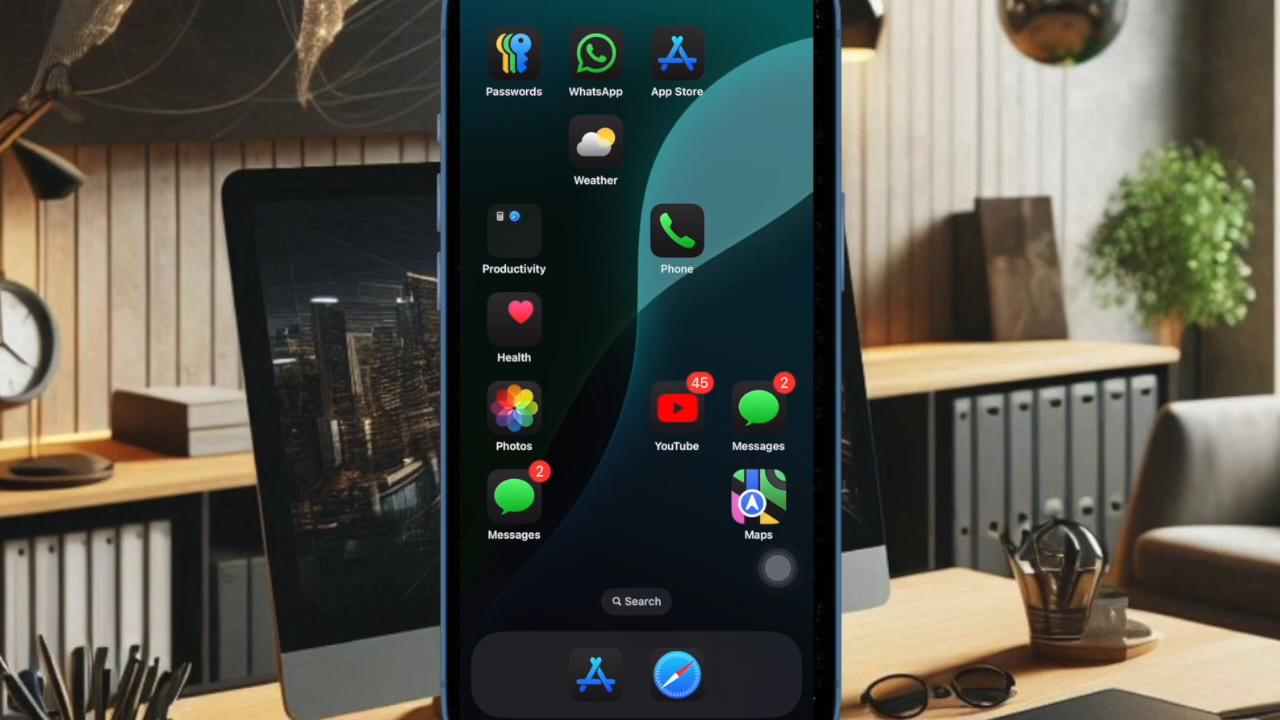 Passwords WhatsApp App Store
Weather
Productivity Phone
Health
45 2
Photos YouTube Messages
2
Messages Maps
Search